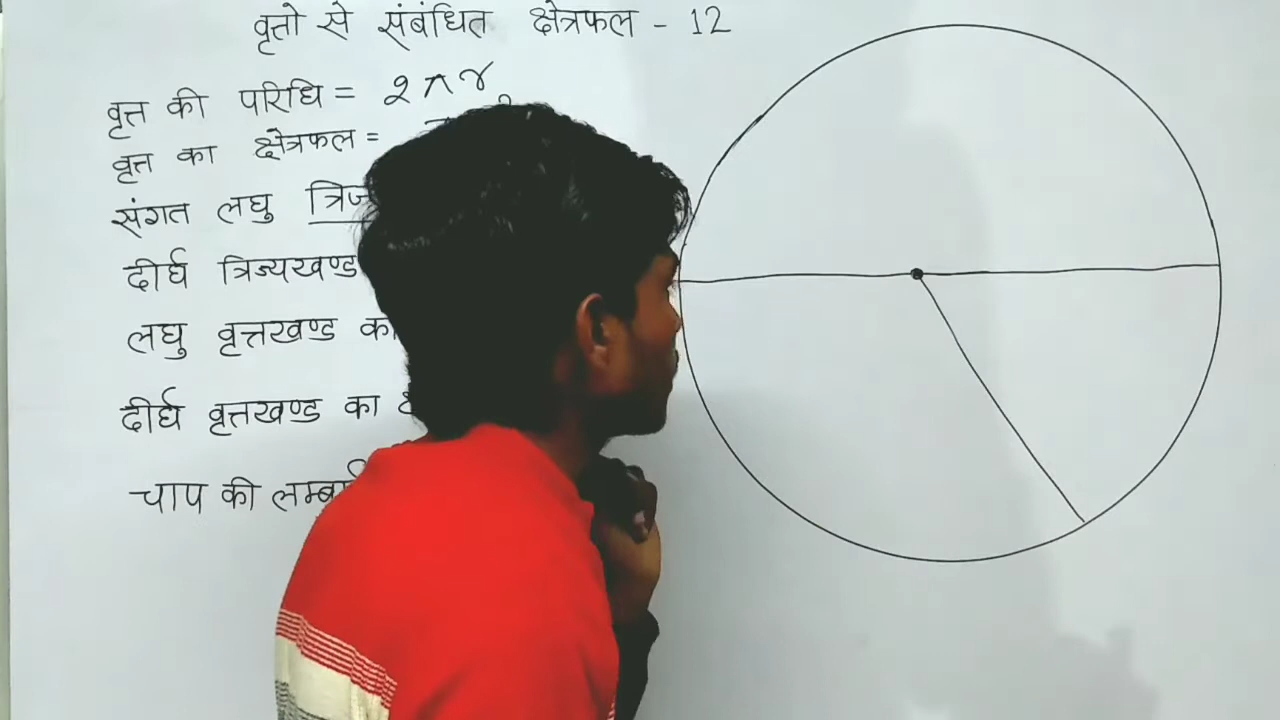 वृत्तो से संबंधित क्षेत्रफल - 12
वृत्त की परिधि = 2πr
वृत्त का क्षेत्रफल =
संगत लघु
दीर्घ त्रिज्यखण्ड
लघु वृत्तखण्ड का
दीर्घ वृत्तखण्ड का
चाप की